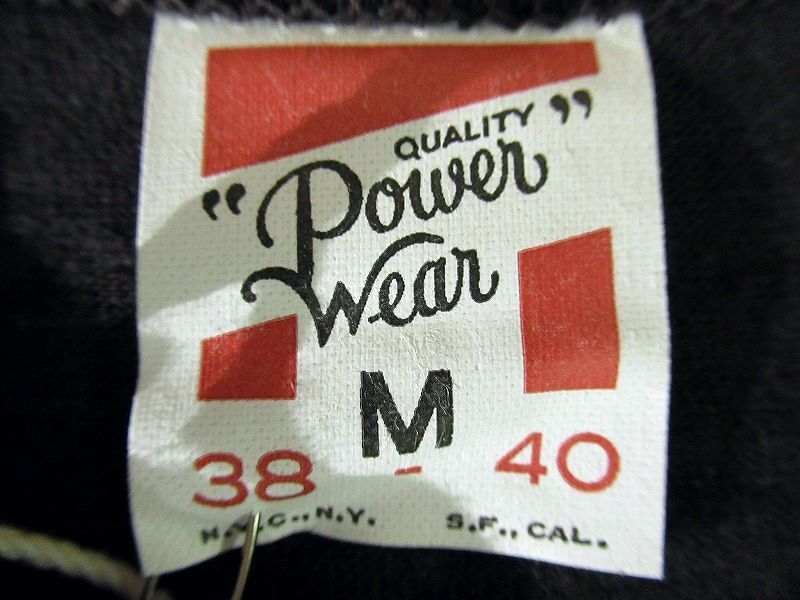 QUALITY
“Power
Wear”
M
38 - 40
N.Y.C., N.Y. S.F., CAL.